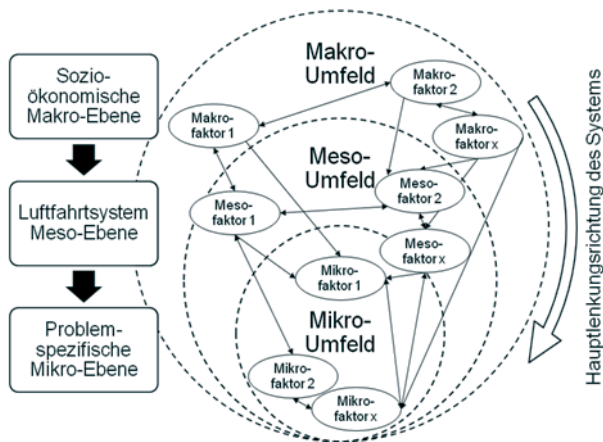 Sozio-
ökonomische
Makro-Ebene
Luftfahrtsystem
Meso-Ebene
Problem-
spezifische
Mikro-Ebene
Makro-
Umfeld
Makro-
faktor 2
Makro-
faktor 1
Makro-
faktor x
Meso-
Umfeld
Meso-
faktor 2
Meso-
faktor 1
Meso-
faktor x
Mikro-
faktor 1
Mikro-
Umfeld
Mikro-
faktor 2
Mikro-
faktor x
Hauptlenkungsrichtung des Systems